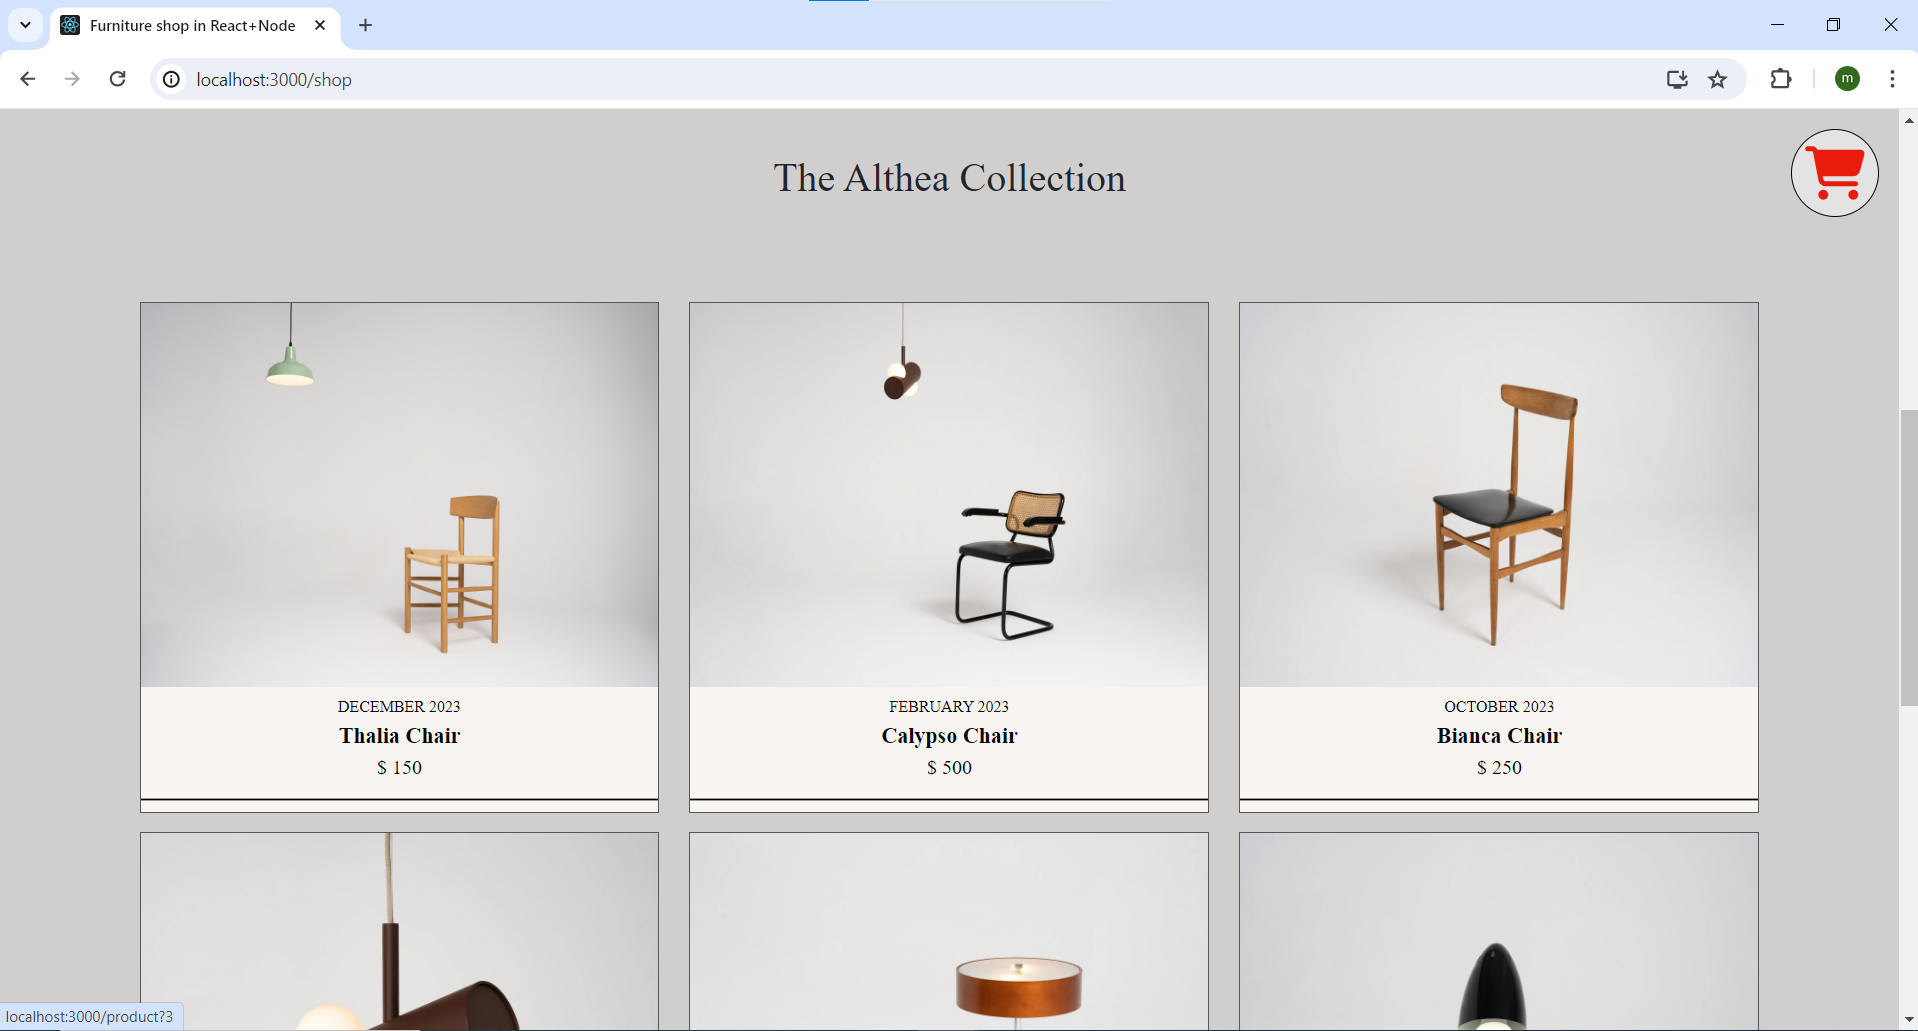 Furniture shop in React+Node
localhost:3000/shop
m
The Althea Collection
DECEMBER 2023
Thalia Chair
$ 150
FEBRUARY 2023
Calypso Chair
$ 500
OCTOBER 2023
Bianca Chair
$ 250
localhost:3000/product?3